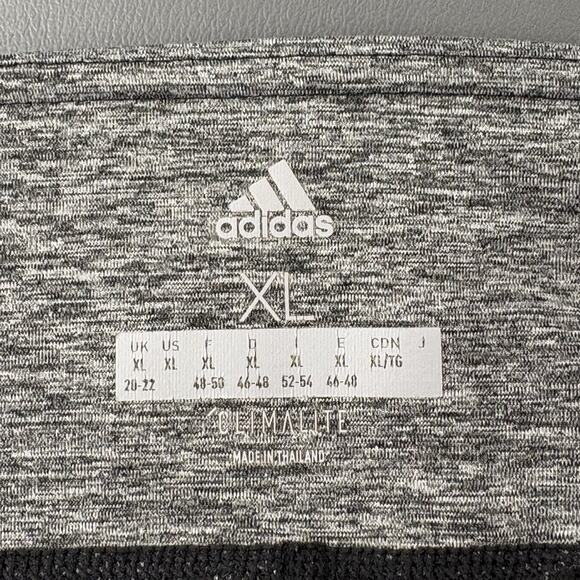 adidas
XL
UK US F D I E CDN J
XL XL XL XL XL XL XL/TG
20-22 48-50 46-48 52-54 46-48
CLIMALITE
MADE IN THAILAND